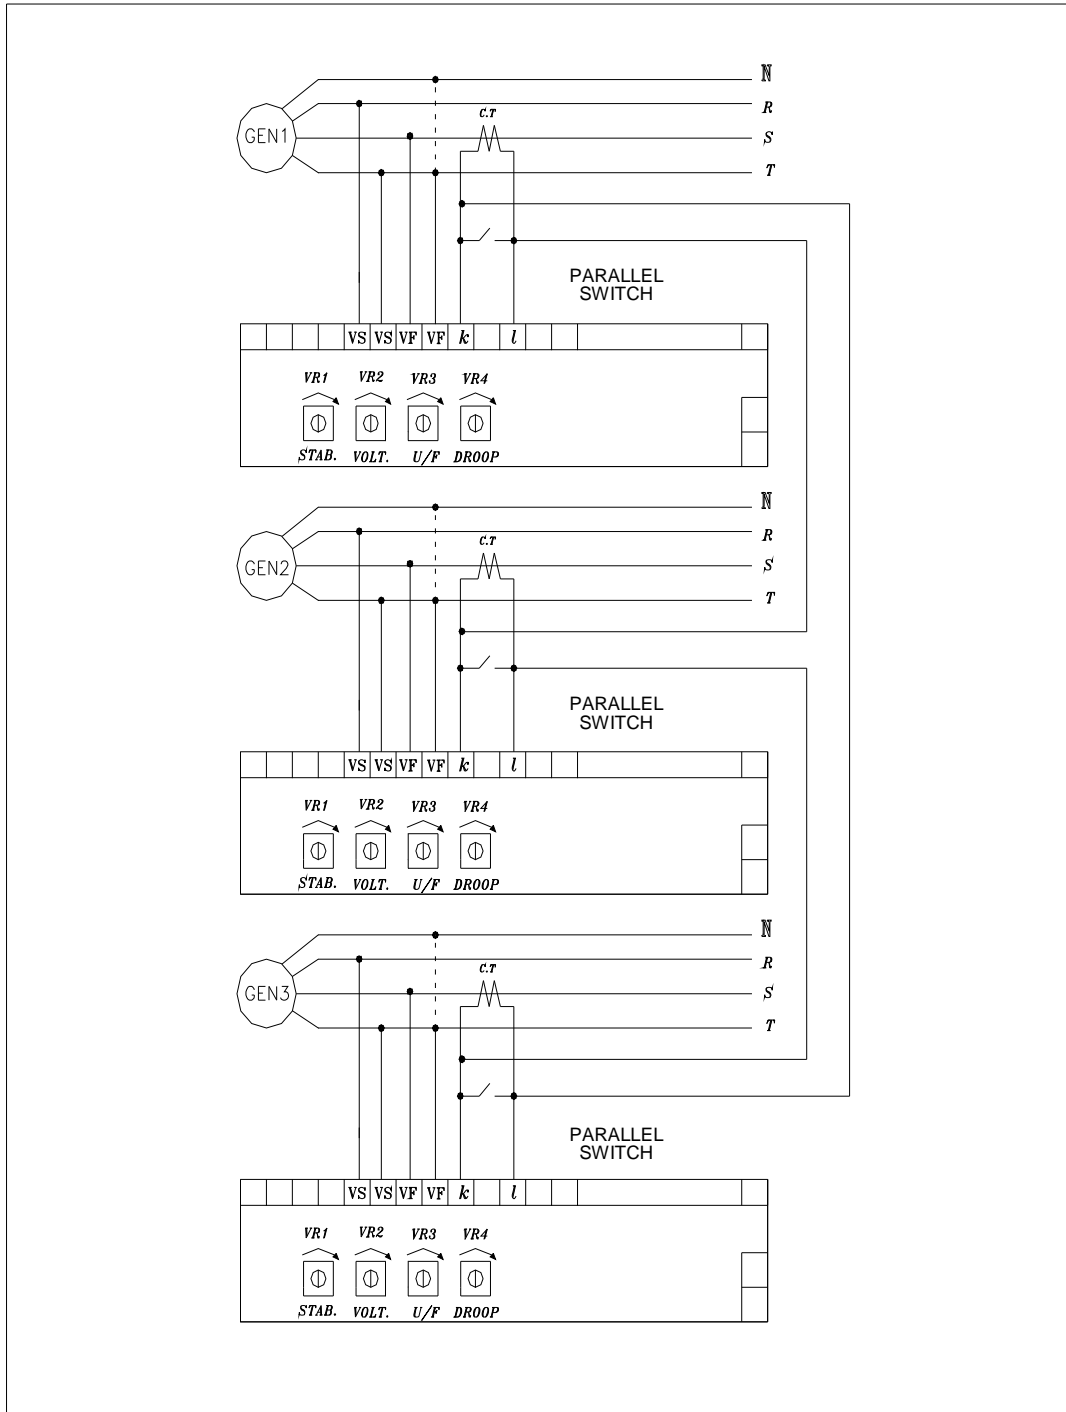 N
R
C.T
GEN1
S
T
PARALLEL
SWITCH
VS VS VF VF k l
VR1 VR2 VR3 VR4
STAB. VOLT. U/F DROOP
N
R
C.T
GEN2
S
T
PARALLEL
SWITCH
VS VS VF VF k l
VR1 VR2 VR3 VR4
STAB. VOLT. U/F DROOP
N
R
C.T
GEN3
S
T
PARALLEL
SWITCH
VS VS VF VF k l
VR1 VR2 VR3 VR4
STAB. VOLT. U/F DROOP